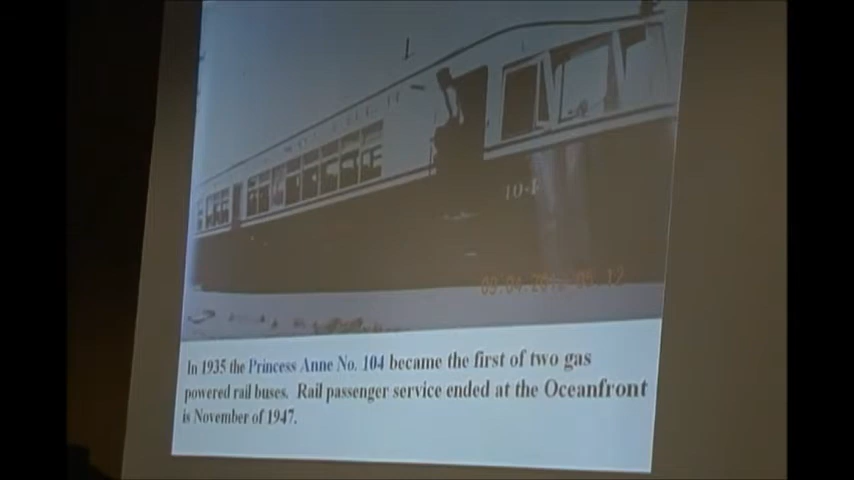 In 1935 the Princess Anne No. 104 became the first of two gas
powered rail buses. Rail passenger service ended at the Oceanfront
is November of 1947.